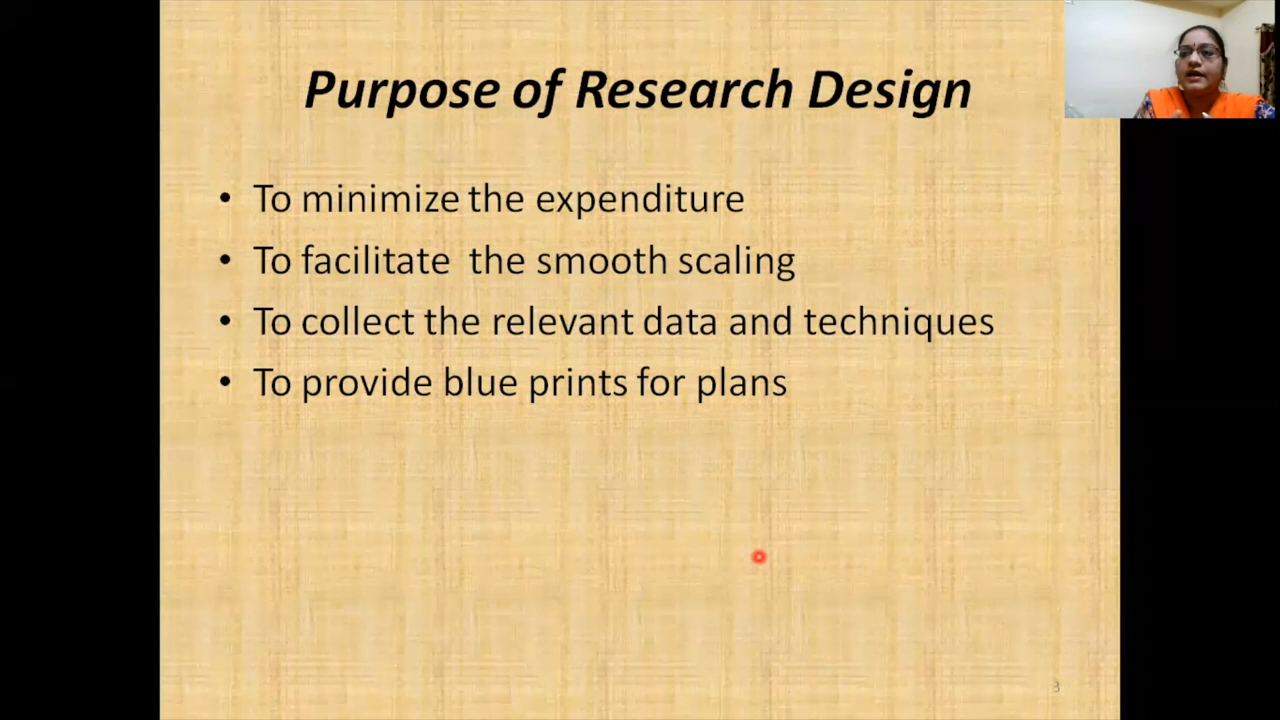 Purpose of Research Design
• To minimize the expenditure
• To facilitate  the smooth scaling
• To collect the relevant data and techniques
• To provide blue prints for plans
3